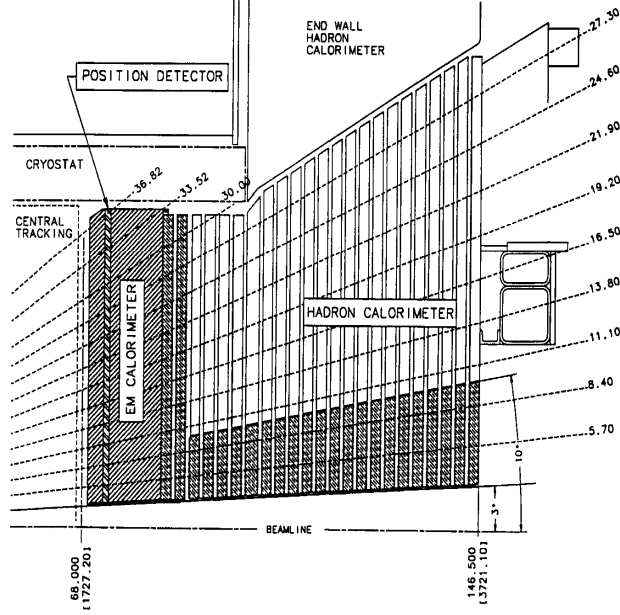 END WALL
HADRON
CALORIMETER
27.30
POSITION DETECTOR
24.60
21.90
CRYOSTAT
36.82
33.52
30.00
19.20
CENTRAL
TRACKING
16.50
EM CALORIMETER
HADRON CALORIMETER
13.80
11.10
8.40
5.70
10°
3°
BEAMLINE
68.000
[1727.20]
146.500
[3721.10]